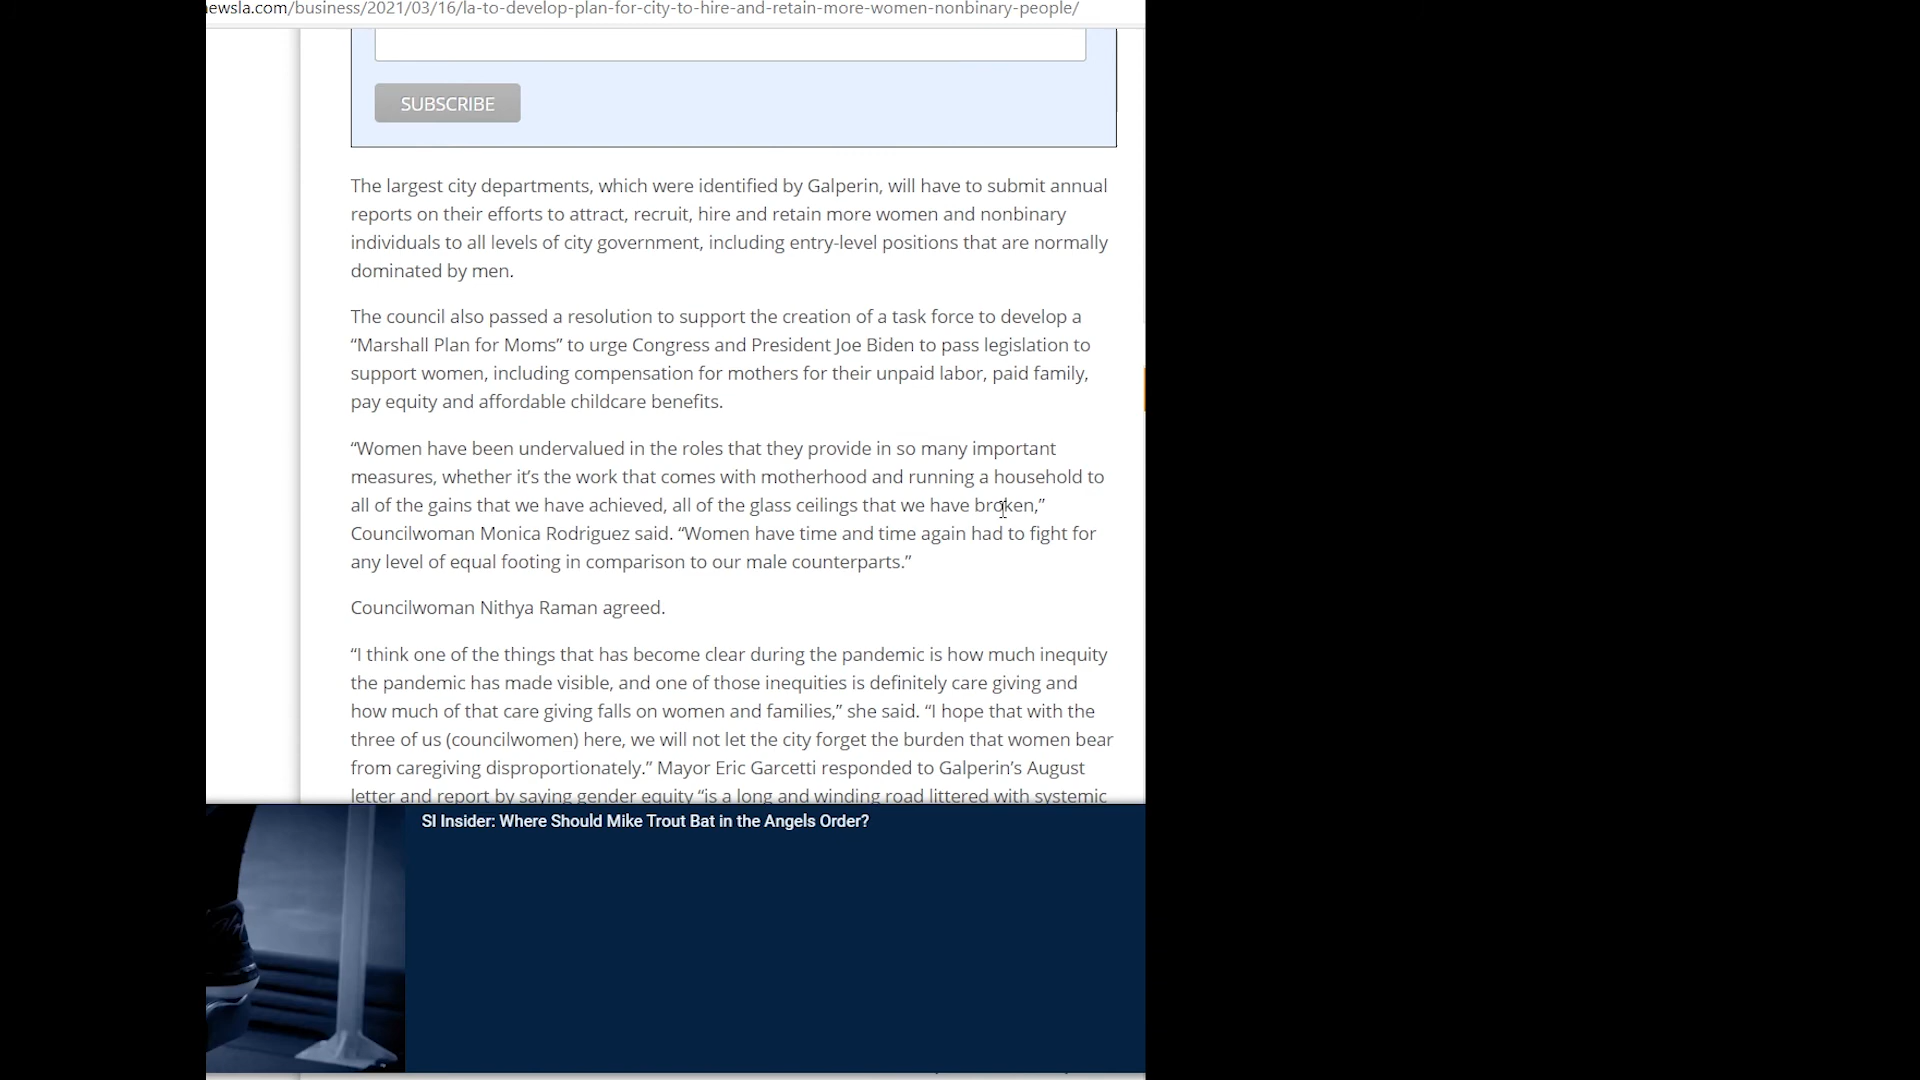 ewsla.com/business/2021/03/16/la-to-develop-plan-for-city-to-hire-and-retain-more-women-nonbinary-people/
SUBSCRIBE
The largest city departments, which were identified by Galperin, will have to submit annual
reports on their efforts to attract, recruit, hire and retain more women and nonbinary
individuals to all levels of city government, including entry-level positions that are normally
dominated by men.
The council also passed a resolution to support the creation of a task force to develop a
“Marshall Plan for Moms” to urge Congress and President Joe Biden to pass legislation to
support women, including compensation for mothers for their unpaid labor, paid family,
pay equity and affordable childcare benefits.
“Women have been undervalued in the roles that they provide in so many important
measures, whether it’s the work that comes with motherhood and running a household to
all of the gains that we have achieved, all of the glass ceilings that we have broken,”
Councilwoman Monica Rodriguez said. “Women have time and time again had to fight for
any level of equal footing in comparison to our male counterparts.”
Councilwoman Nithya Raman agreed.
“I think one of the things that has become clear during the pandemic is how much inequity
the pandemic has made visible, and one of those inequities is definitely care giving and
how much of that care giving falls on women and families,” she said. “I hope that with the
three of us (councilwomen) here, we will not let the city forget the burden that women bear
from caregiving disproportionately.” Mayor Eric Garcetti responded to Galperin’s August
letter and report by saying gender equity “is a long and winding road littered with systemic
SI Insider: Where Should Mike Trout Bat in the Angels Order?